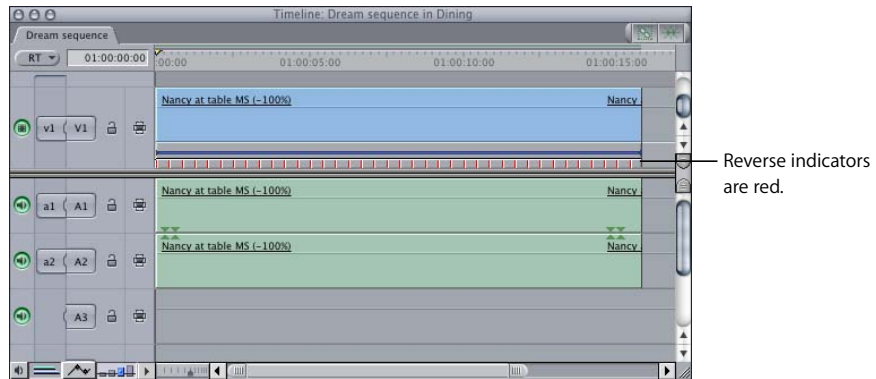 Timeline: Dream sequence in Dining
Dream sequence
RT 01:00:00:00 :00:00 01:00:05:00 01:00:10:00 01:00:15:00
Nancy at table MS (-100%) Nancy
v1 V1
Reverse indicators
are red.
Nancy at table MS (-100%) Nancy
a1 A1
Nancy at table MS (-100%) Nancy
a2 A2
A3